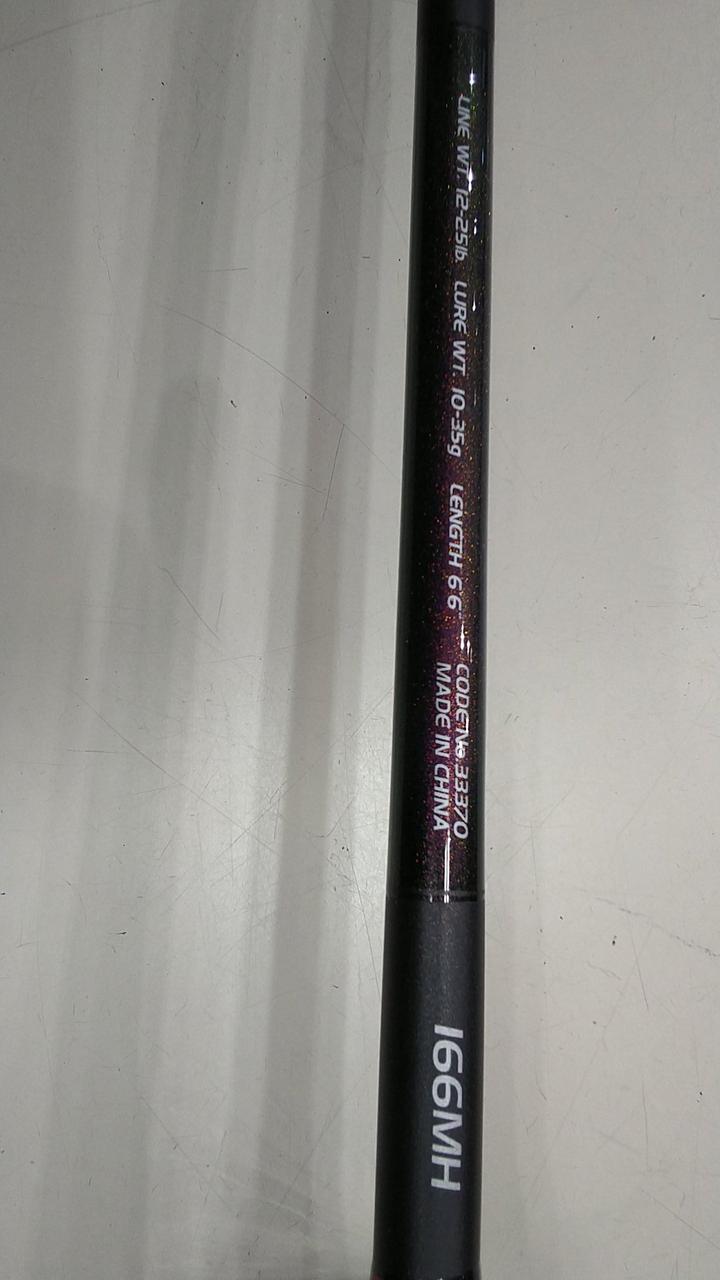 LINE WT. 12-25lb. LURE WT. 10-35g LENGTH 6'6" CODE No 33370
MADE IN CHINA
166MH